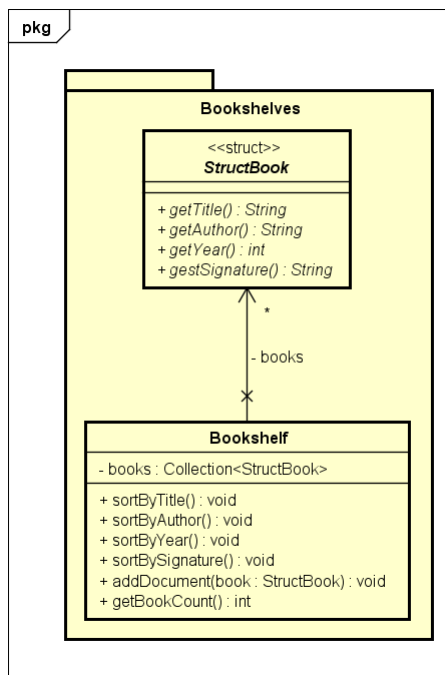 pkg
Bookshelves
<<struct>>
StructBook
+ getTitle() : String
+ getAuthor() : String
+ getYear() : int
+ gestSignature() : String
*
- books
Bookshelf
- books : Collection<StructBook>
+ sortByTitle() : void
+ sortByAuthor() : void
+ sortByYear() : void
+ sortBySignature() : void
+ addDocument(book : StructBook) : void
+ getBookCount() : int